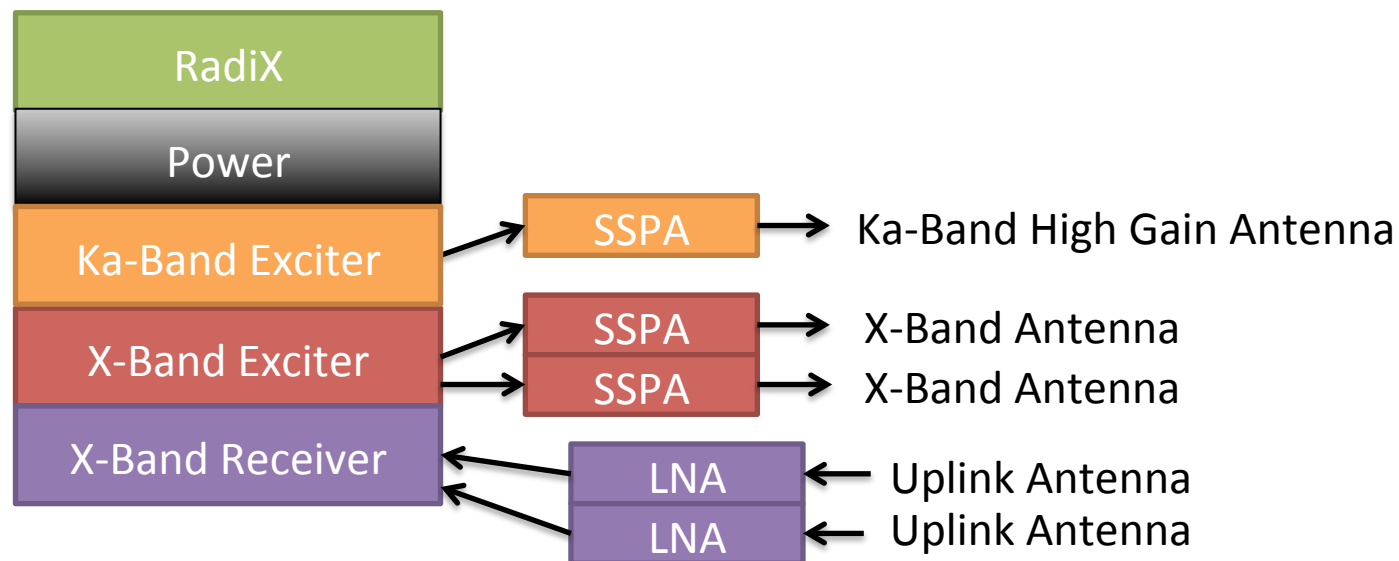 RadiX
Power
Ka-Band Exciter
SSPA
Ka-Band High Gain Antenna
X-Band Exciter
SSPA
X-Band Antenna
SSPA
X-Band Antenna
X-Band Receiver
LNA
Uplink Antenna
LNA
Uplink Antenna